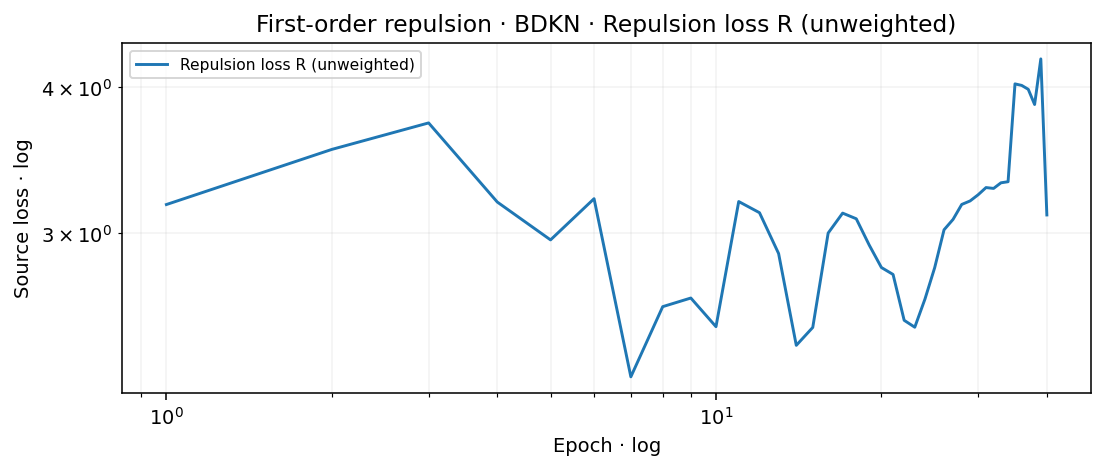 First-order repulsion · BDKN · Repulsion loss R (unweighted)
Repulsion loss R (unweighted)
4 × 10⁰
3 × 10⁰
Source loss · log
10⁰
10¹
Epoch · log